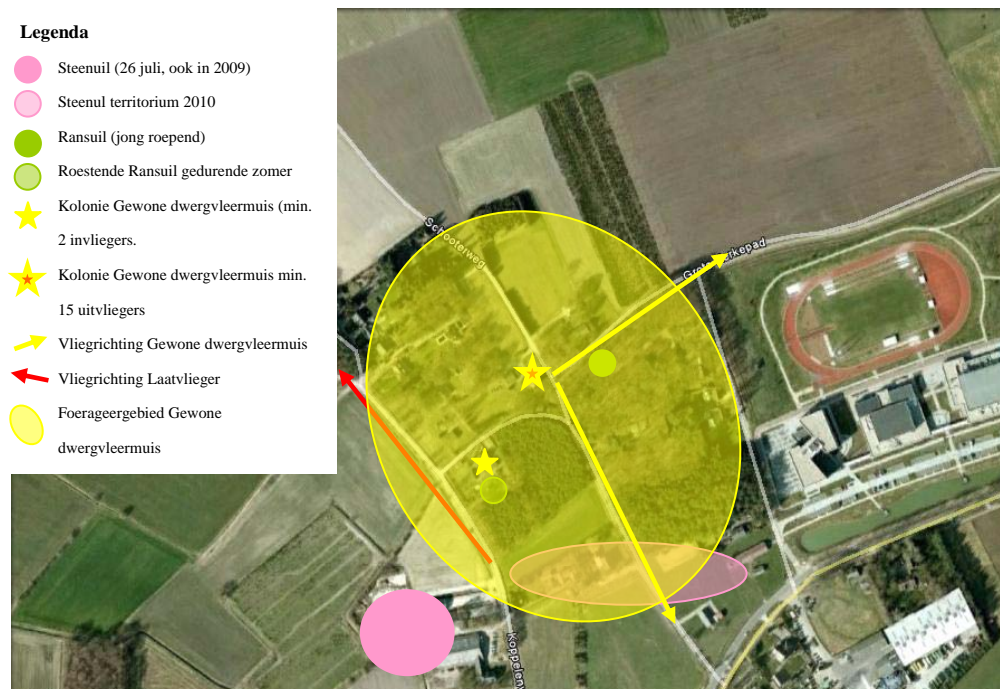 Legenda
Steenuil (26 juli, ook in 2009)
Steenul territorium 2010
Ransuil (jong roepend)
Roestende Ransuil gedurende zomer
Kolonie Gewone dwergvleermuis (min.
2 invliegers.
Kolonie Gewone dwergvleermuis min.
15 uitvliegers
Vliegrichting Gewone dwergvleermuis
Vliegrichting Laatvlieger
Foerageergebied Gewone
dwergvleermuis
Schooterweg